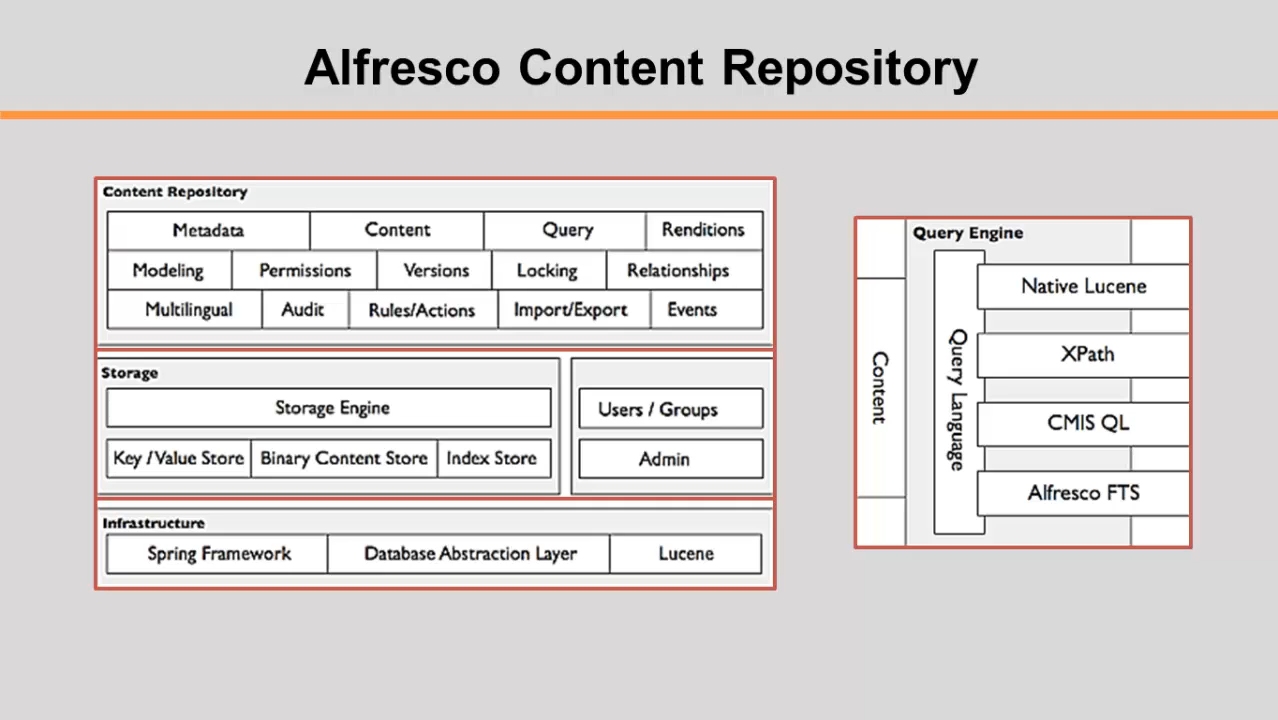 Alfresco Content Repository
Content Repository
Metadata Content Query Renditions
Modeling Permissions Versions Locking Relationships
Multilingual Audit Rules/Actions Import/Export Events
Storage
Storage Engine
Key / Value Store Binary Content Store Index Store
Users / Groups
Admin
Infrastructure
Spring Framework Database Abstraction Layer Lucene
Content
Query Engine
Query Language
Native Lucene
XPath
CMIS QL
Alfresco FTS